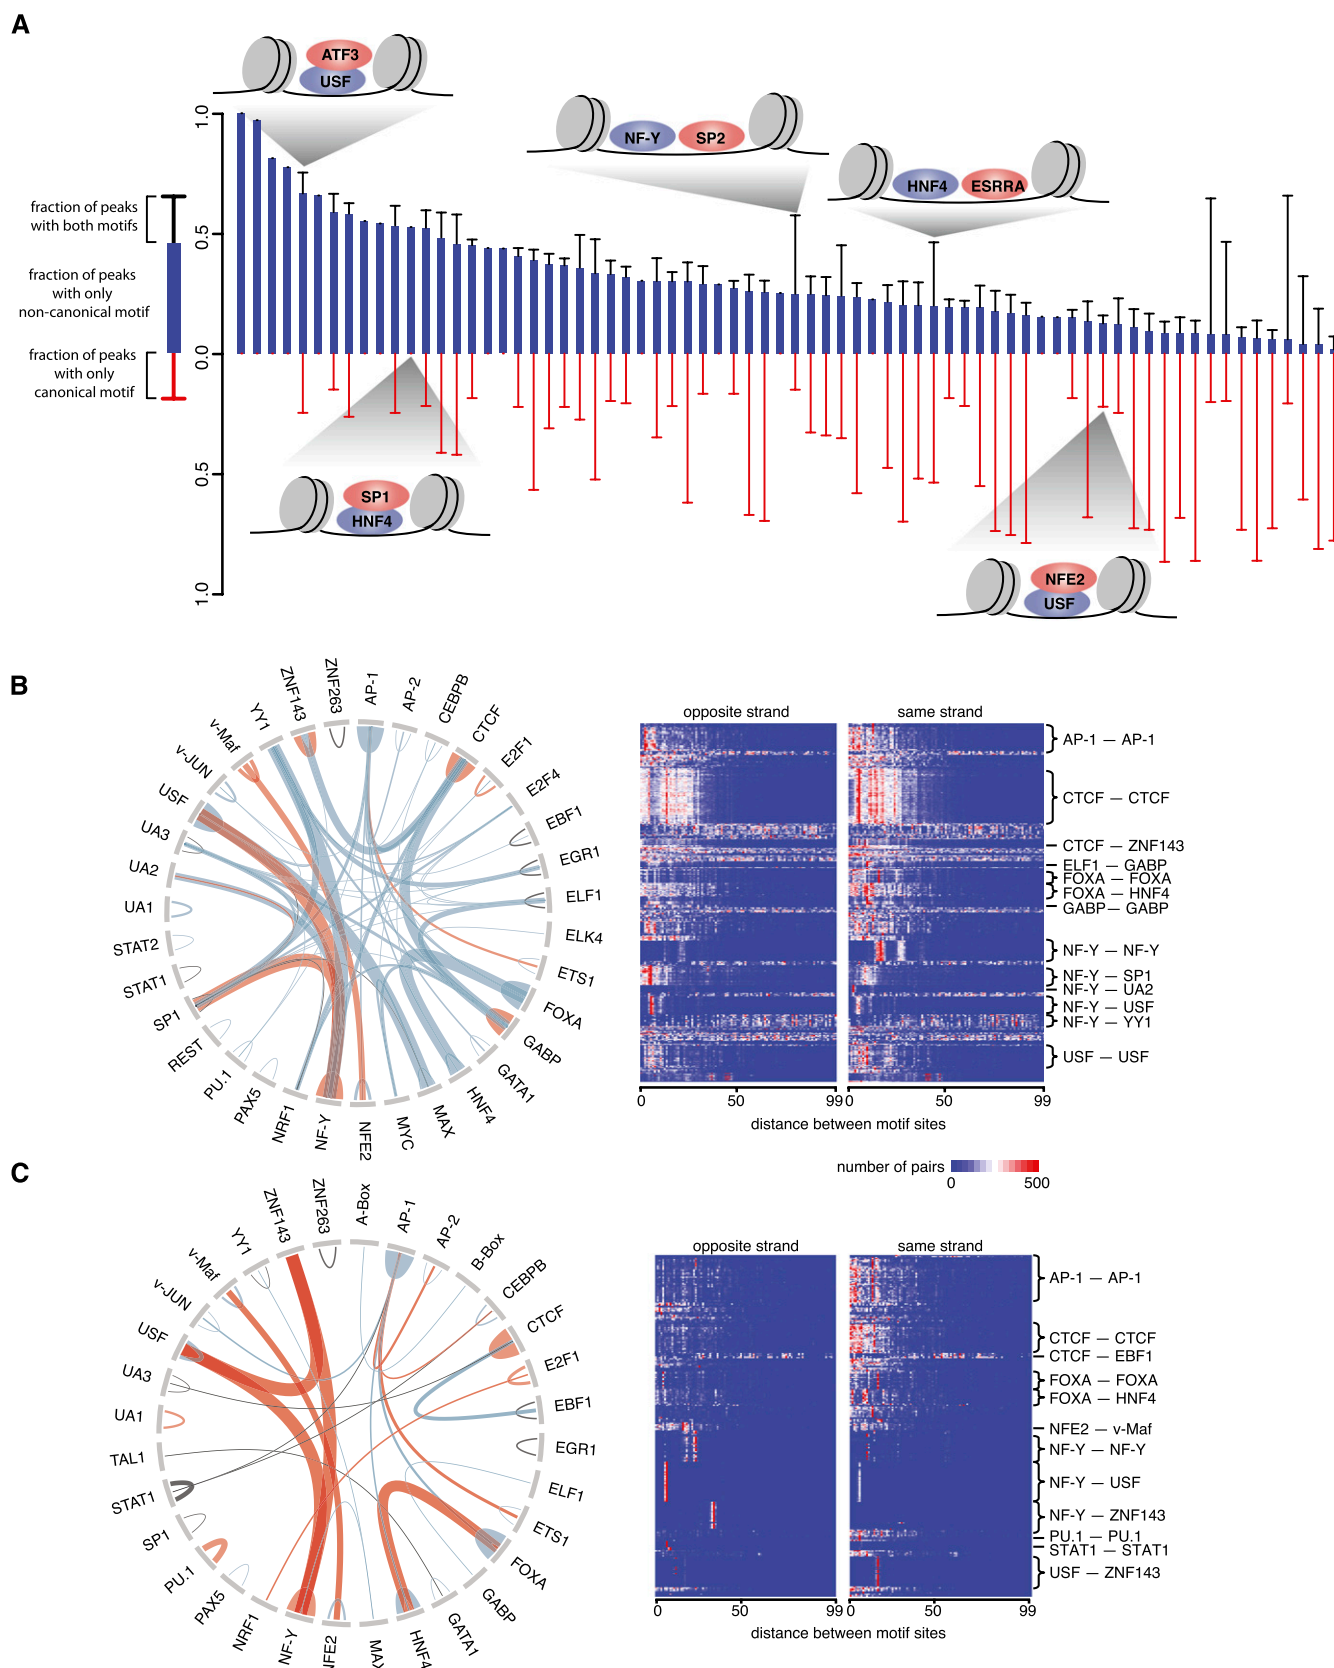 A
ATF3
USF
NF-Y
SP2
HNF4
ESRRA
1.0
0.5
0.0
0.5
1.0
fraction of peaks
with both motifs
fraction of peaks
with only
non-canonical motif
fraction of peaks
with only
canonical motif
SP1
HNF4
NFE2
USF
B
ZNF143
ZNF263
AP-1
AP-2
CEBPB
CTCF
E2F1
E2F4
EBF1
EGR1
ELF1
ELK4
ETS1
FOXA
GABP
GATA1
HNF4
MAX
MYC
NFE2
NF-Y
NRF1
PAX5
PU.1
REST
SP1
STAT1
STAT2
UA1
UA2
UA3
USF
v-JUN
v-Maf
YY1
opposite strand
same strand
AP-1 — AP-1
CTCF — CTCF
CTCF — ZNF143
ELF1 — GABP
FOXA — FOXA
FOXA — HNF4
GABP — GABP
NF-Y — NF-Y
NF-Y — SP1
NF-Y — UA2
NF-Y — USF
NF-Y — YY1
USF — USF
0 50 99 0 50 99
distance between motif sites
number of pairs
0 500
C
ZNF143
ZNF263
A-Box
AP-1
AP-2
B-Box
CEBPB
CTCF
E2F1
EBF1
EGR1
ELF1
ETS1
FOXA
GABP
GATA1
HNF4
MAX
NFE2
NF-Y
NRF1
PAX5
PU.1
SP1
STAT1
TAL1
UA1
UA3
USF
v-JUN
v-Maf
YY1
opposite strand
same strand
AP-1 — AP-1
CTCF — CTCF
CTCF — EBF1
FOXA — FOXA
FOXA — HNF4
NFE2 — v-Maf
NF-Y — NF-Y
NF-Y — USF
NF-Y — ZNF143
PU.1 — PU.1
STAT1 — STAT1
USF — ZNF143
0 50 99 0 50 99
distance between motif sites